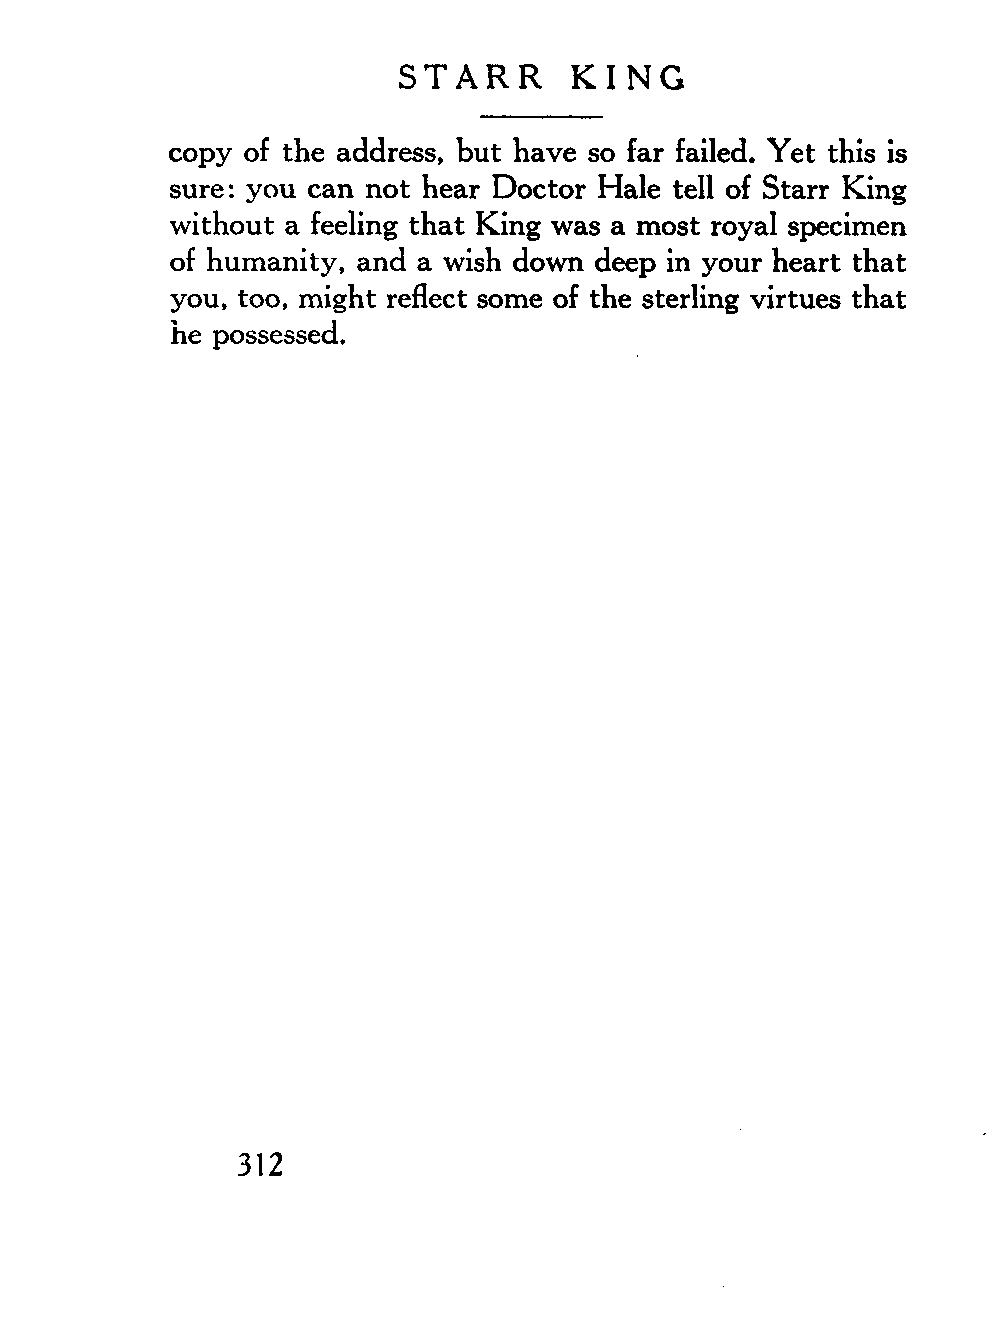 STARR KING
copy of the address, but have so far failed. Yet this is
sure: you can not hear Doctor Hale tell of Starr King
without a feeling that King was a most royal specimen
of humanity, and a wish down deep in your heart that
you, too, might reflect some of the sterling virtues that
he possessed.
312